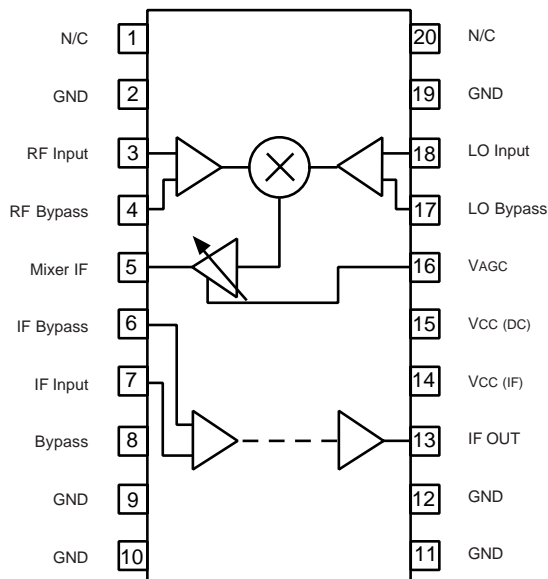 N/C 1 20 N/C
GND 2 19 GND
RF Input 3 18 LO Input
RF Bypass 4 17 LO Bypass
Mixer IF 5 16 VAGC
IF Bypass 6 15 VCC (DC)
IF Input 7 14 VCC (IF)
Bypass 8 13 IF OUT
GND 9 12 GND
GND 10 11 GND